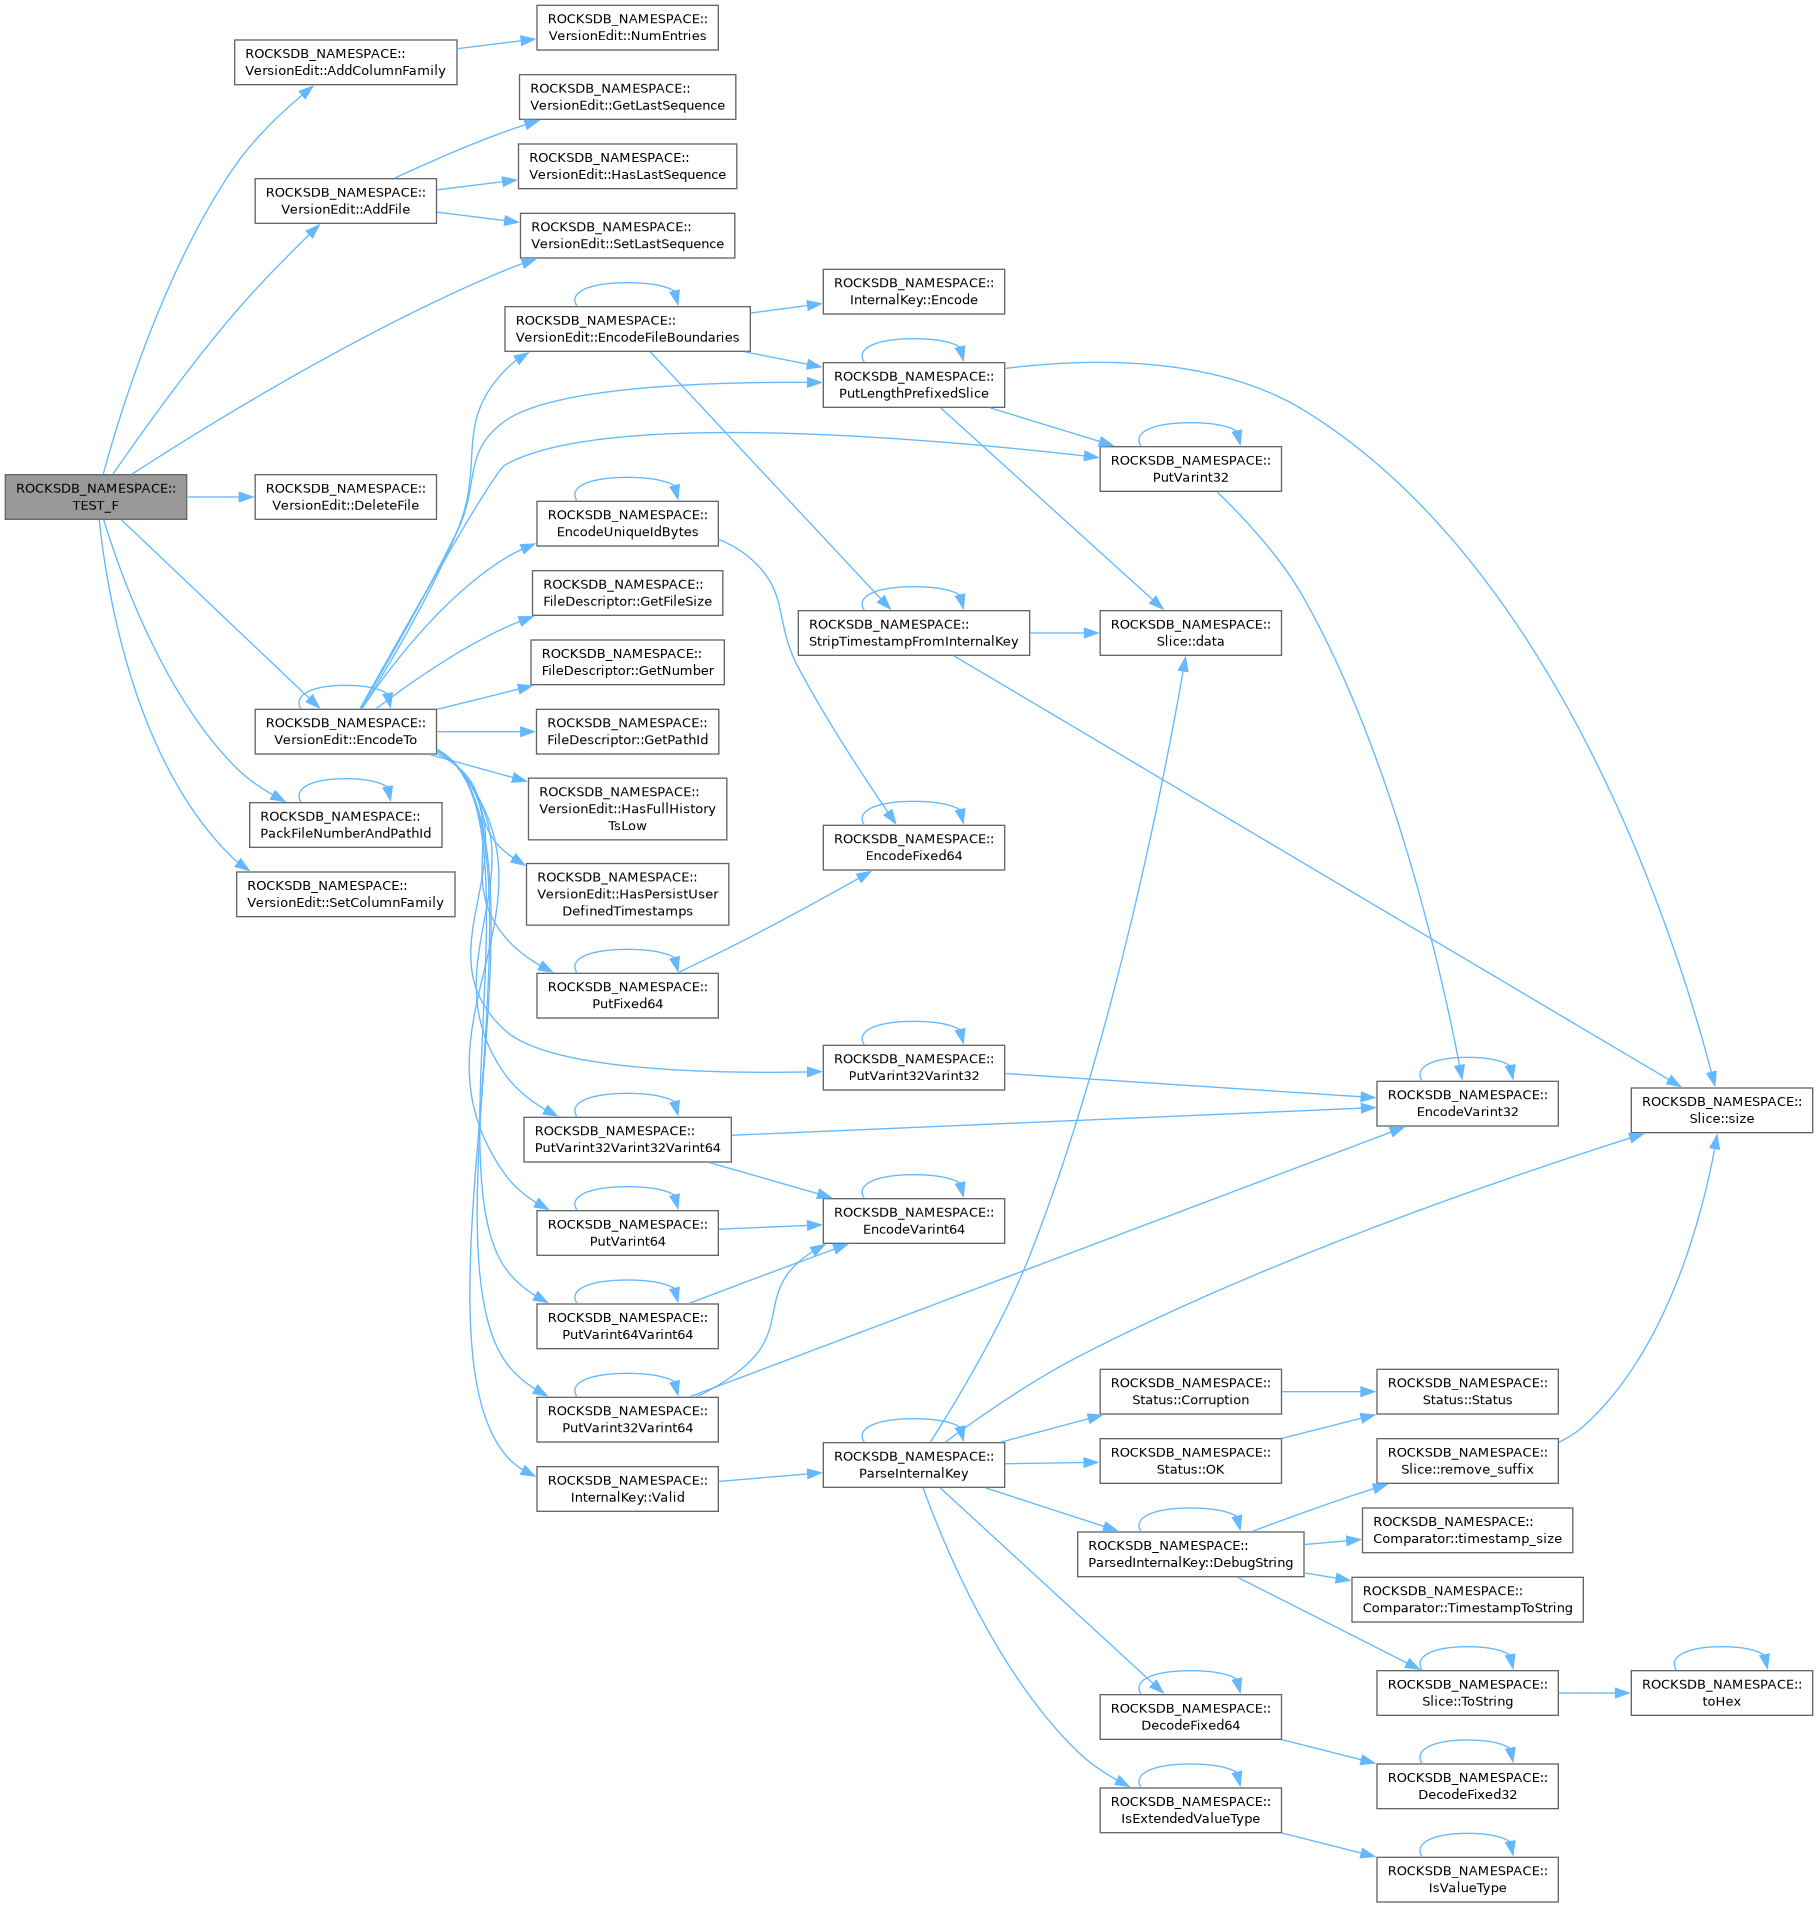 ROCKSDB_NAMESPACE::
TEST_F
ROCKSDB_NAMESPACE::
VersionEdit::AddColumnFamily
ROCKSDB_NAMESPACE::
VersionEdit::NumEntries
ROCKSDB_NAMESPACE::
VersionEdit::AddFile
ROCKSDB_NAMESPACE::
VersionEdit::GetLastSequence
ROCKSDB_NAMESPACE::
VersionEdit::HasLastSequence
ROCKSDB_NAMESPACE::
VersionEdit::SetLastSequence
ROCKSDB_NAMESPACE::
VersionEdit::DeleteFile
ROCKSDB_NAMESPACE::
VersionEdit::EncodeTo
ROCKSDB_NAMESPACE::
VersionEdit::EncodeFileBoundaries
ROCKSDB_NAMESPACE::
InternalKey::Encode
ROCKSDB_NAMESPACE::
PutLengthPrefixedSlice
ROCKSDB_NAMESPACE::
PutVarint32
ROCKSDB_NAMESPACE::
EncodeUniqueIdBytes
ROCKSDB_NAMESPACE::
FileDescriptor::GetFileSize
ROCKSDB_NAMESPACE::
StripTimestampFromInternalKey
ROCKSDB_NAMESPACE::
Slice::data
ROCKSDB_NAMESPACE::
FileDescriptor::GetNumber
ROCKSDB_NAMESPACE::
FileDescriptor::GetPathId
ROCKSDB_NAMESPACE::
VersionEdit::HasFullHistory
TsLow
ROCKSDB_NAMESPACE::
PackFileNumberAndPathId
ROCKSDB_NAMESPACE::
EncodeFixed64
ROCKSDB_NAMESPACE::
VersionEdit::SetColumnFamily
ROCKSDB_NAMESPACE::
VersionEdit::HasPersistUser
DefinedTimestamps
ROCKSDB_NAMESPACE::
PutFixed64
ROCKSDB_NAMESPACE::
PutVarint32Varint32
ROCKSDB_NAMESPACE::
EncodeVarint32
ROCKSDB_NAMESPACE::
Slice::size
ROCKSDB_NAMESPACE::
PutVarint32Varint32Varint64
ROCKSDB_NAMESPACE::
EncodeVarint64
ROCKSDB_NAMESPACE::
PutVarint64
ROCKSDB_NAMESPACE::
PutVarint64Varint64
ROCKSDB_NAMESPACE::
PutVarint32Varint64
ROCKSDB_NAMESPACE::
InternalKey::Valid
ROCKSDB_NAMESPACE::
ParseInternalKey
ROCKSDB_NAMESPACE::
Status::Corruption
ROCKSDB_NAMESPACE::
Status::Status
ROCKSDB_NAMESPACE::
Status::OK
ROCKSDB_NAMESPACE::
Slice::remove_suffix
ROCKSDB_NAMESPACE::
ParsedInternalKey::DebugString
ROCKSDB_NAMESPACE::
Comparator::timestamp_size
ROCKSDB_NAMESPACE::
Comparator::TimestampToString
ROCKSDB_NAMESPACE::
Slice::ToString
ROCKSDB_NAMESPACE::
toHex
ROCKSDB_NAMESPACE::
DecodeFixed64
ROCKSDB_NAMESPACE::
DecodeFixed32
ROCKSDB_NAMESPACE::
IsExtendedValueType
ROCKSDB_NAMESPACE::
IsValueType